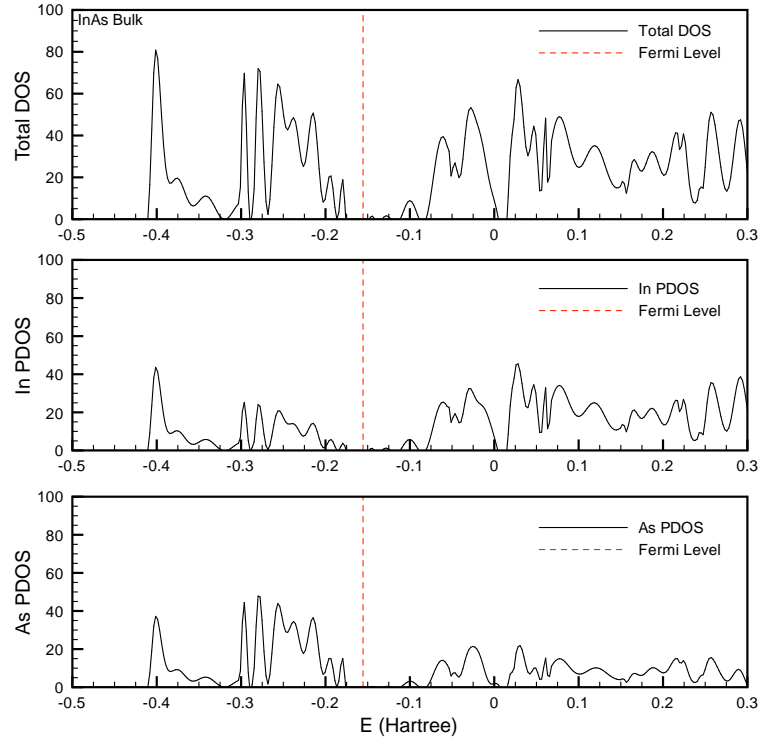 InAs Bulk
Total DOS
Fermi Level
Total DOS
100
80
60
40
20
0
-0.5 -0.4 -0.3 -0.2 -0.1 0 0.1 0.2 0.3
In PDOS
Fermi Level
In PDOS
100
80
60
40
20
0
-0.5 -0.4 -0.3 -0.2 -0.1 0 0.1 0.2 0.3
As PDOS
Fermi Level
As PDOS
100
80
60
40
20
0
-0.5 -0.4 -0.3 -0.2 -0.1 0 0.1 0.2 0.3
E (Hartree)